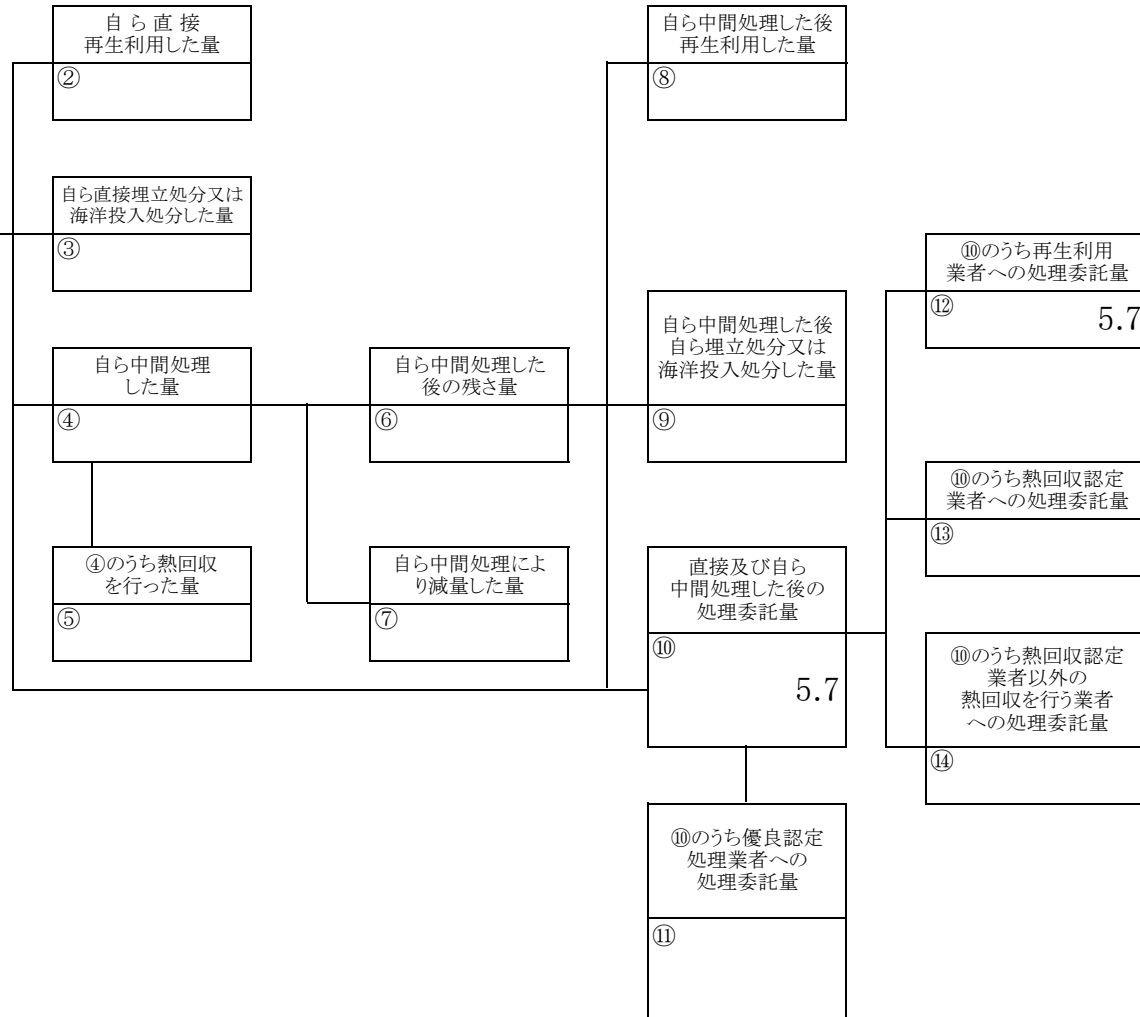 自 ら 直 接
再生利用した量
②
自ら直接埋立処分又は
海洋投入処分した量
③
自ら中間処理
した量
④
④のうち熱回収
を行った量
⑤
自ら中間処理した
後の残さ量
⑥
自ら中間処理によ
り減量した量
⑦
自ら中間処理した後
再生利用した量
⑧
自ら中間処理した後
自ら埋立処分又は
海洋投入処分した量
⑨
直接及び自ら
中間処理した後の
処理委託量
⑩
5.7
⑩のうち優良認定
処理業者への
処理委託量
⑪
⑩のうち再生利用
業者への処理委託量
⑫
5.7
⑩のうち熱回収認定
業者への処理委託量
⑬
⑩のうち熱回収認定
業者以外の
熱回収を行う業者
への処理委託量
⑭